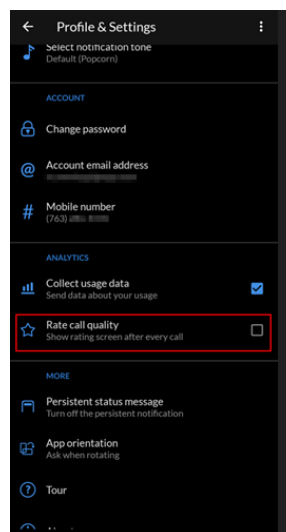 Profile & Settings
Select notification tone
Default (Popcorn)
ACCOUNT
Change password
@ Account email address
# Mobile number
(763)
ANALYTICS
Collect usage data
Send data about your usage
Rate call quality
Show rating screen after every call
MORE
Persistent status message
Turn off the persistent notification
App orientation
Ask when rotating
? Tour